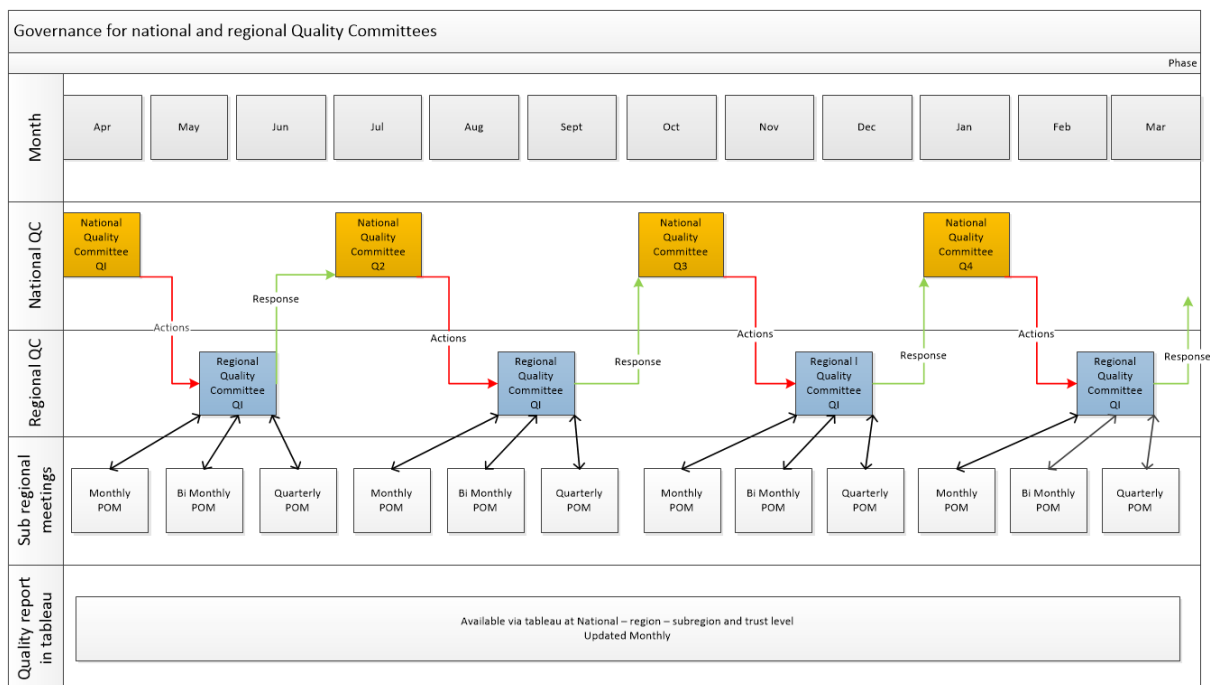 Governance for national and regional Quality Committees
Phase
Month
Apr
May
Jun
Jul
Aug
Sept
Oct
Nov
Dec
Jan
Feb
Mar
National QC
National
Quality
Committee
QI
National
Quality
Committee
Q2
National
Quality
Committee
Q3
National
Quality
Committee
Q4
Response
Actions
Actions
Response
Actions
Response
Actions
Response
Regional QC
Regional
Quality
Committee
QI
Regional
Quality
Committee
QI
Regional l
Quality
Committee
QI
Regional
Quality
Committee
QI
Sub regional
meetings
Monthly
POM
Bi Monthly
POM
Quarterly
POM
Monthly
POM
Bi Monthly
POM
Quarterly
POM
Monthly
POM
Bi Monthly
POM
Quarterly
POM
Monthly
POM
Bi Monthly
POM
Quarterly
POM
Quality report
in tableau
Available via tableau at National – region – subregion and trust level
Updated Monthly